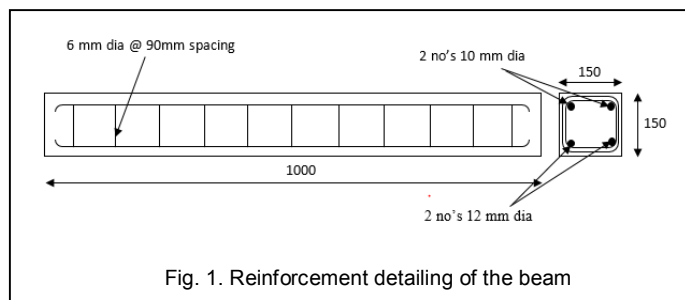 6 mm dia @ 90mm spacing
2 no's 10 mm dia
150
150
1000
2 no's 12 mm dia
Fig. 1. Reinforcement detailing of the beam